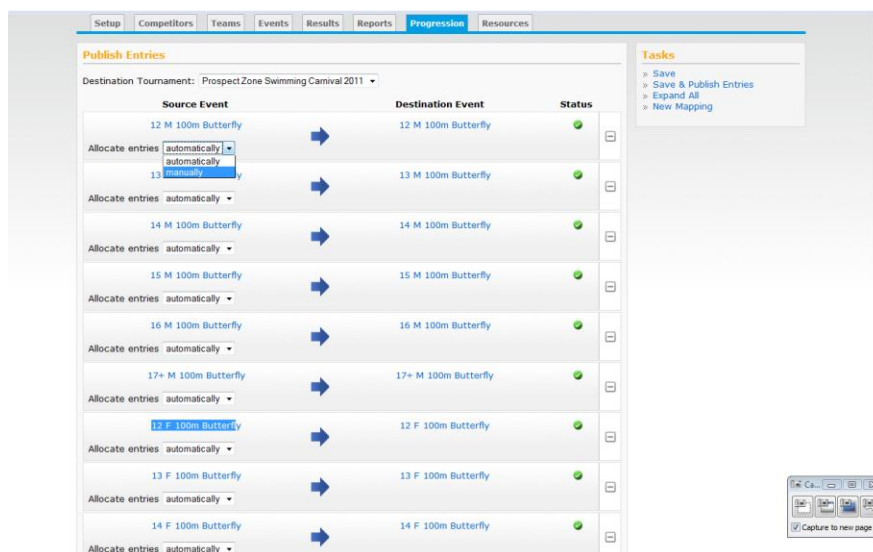 Setup Competitors Teams Events Results Reports Progression Resources
Publish Entries
Destination Tournament: Prospect Zone Swimming Carnival 2011
Source Event Destination Event Status
12 M 100m Butterfly 12 M 100m Butterfly
Allocate entries automatically
automatically
manually
13 y 13 M 100m Butterfly
Allocate entries automatically
14 M 100m Butterfly 14 M 100m Butterfly
Allocate entries automatically
15 M 100m Butterfly 15 M 100m Butterfly
Allocate entries automatically
16 M 100m Butterfly 16 M 100m Butterfly
Allocate entries automatically
17+ M 100m Butterfly 17+ M 100m Butterfly
Allocate entries automatically
12 F 100m Butterfly 12 F 100m Butterfly
Allocate entries automatically
13 F 100m Butterfly 13 F 100m Butterfly
Allocate entries automatically
14 F 100m Butterfly 14 F 100m Butterfly
Allocate entries automatically
Tasks
» Save
» Save & Publish Entries
» Expand All
» New Mapping
Ca...
Capture to new page